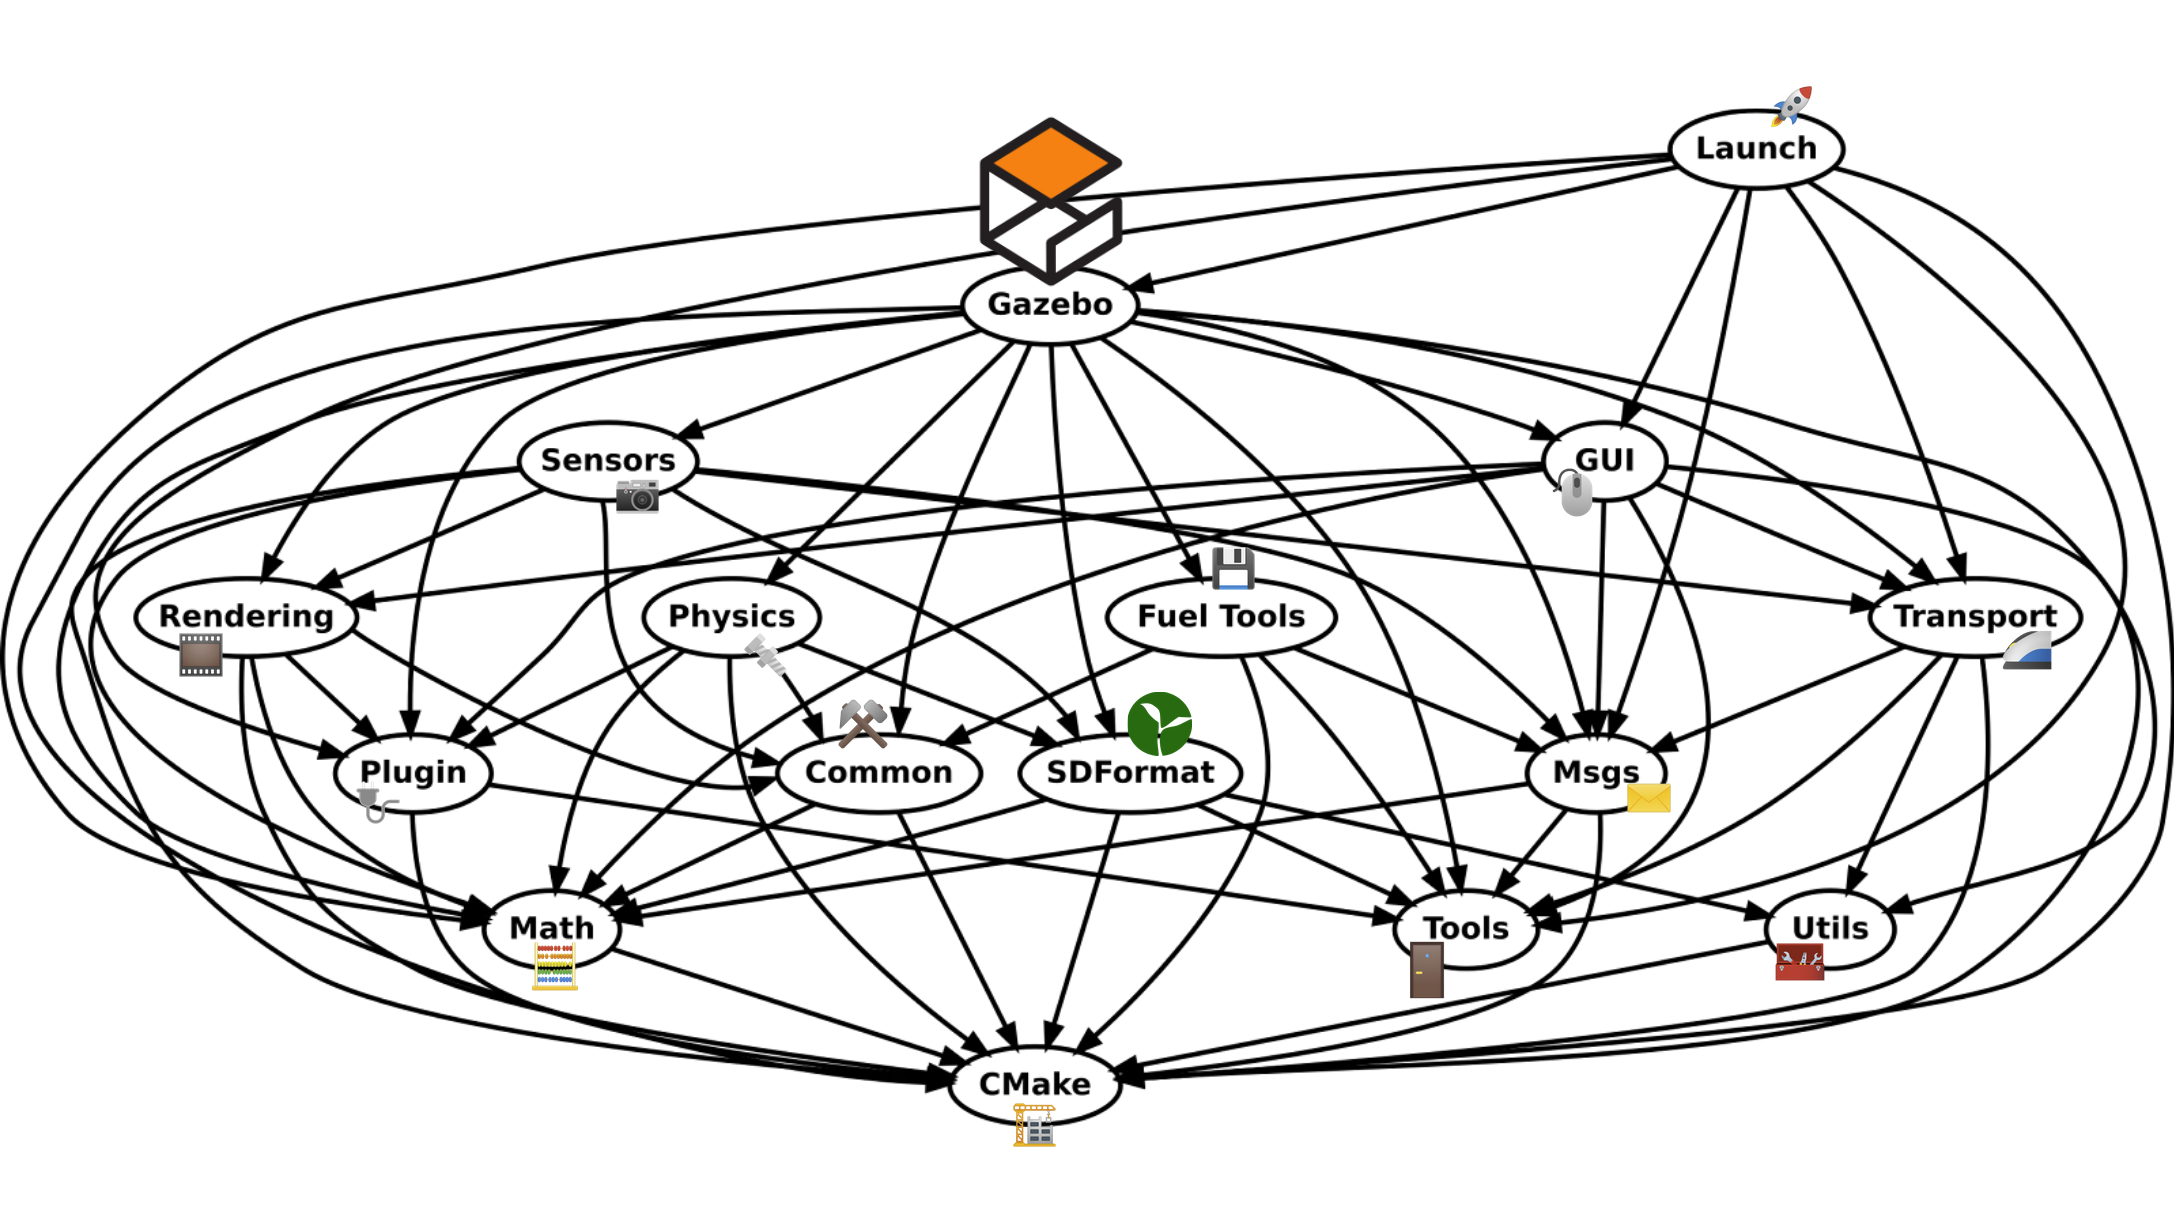 Launch
Gazebo
Sensors
GUI
Rendering
Physics
Fuel Tools
Transport
Plugin
Common
SDFormat
Msgs
Math
Tools
Utils
CMake